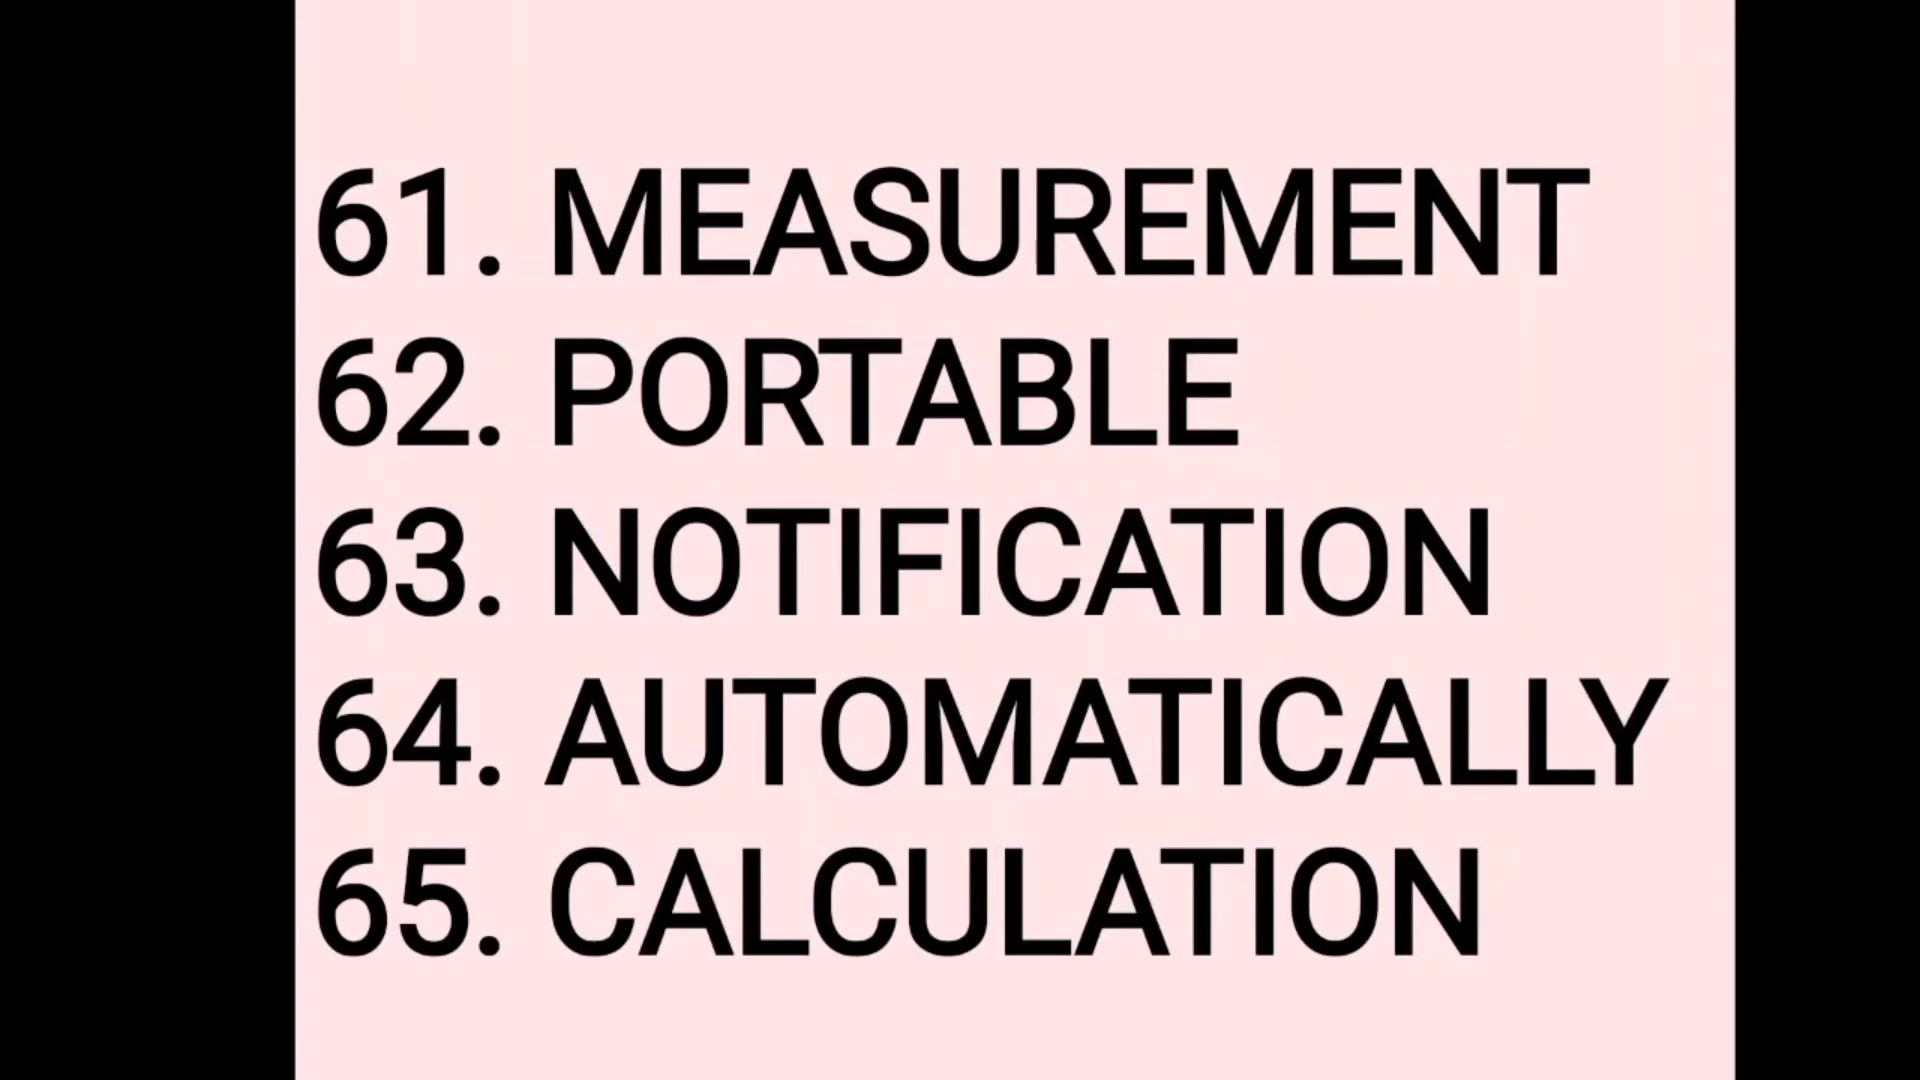 61. MEASUREMENT
62. PORTABLE
63. NOTIFICATION
64. AUTOMATICALLY
65. CALCULATION